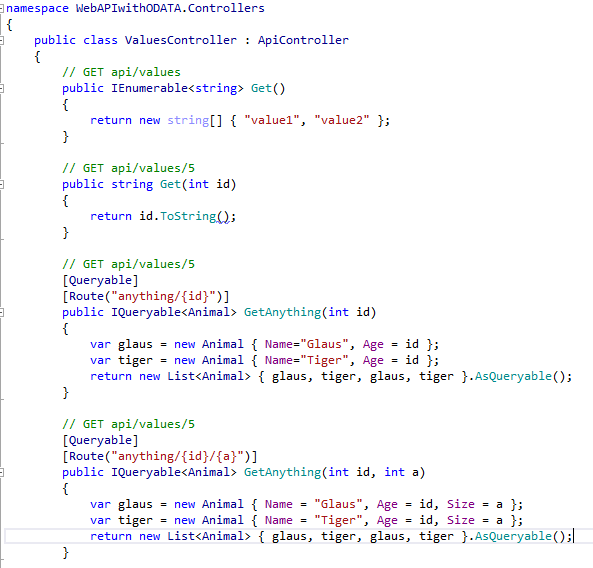 namespace WebAPIwithODATA.Controllers
{
    public class ValuesController : ApiController
    {
        // GET api/values
        public IEnumerable<string> Get()
        {
            return new string[] { "value1", "value2" };
        }

        // GET api/values/5
        public string Get(int id)
        {
            return id.ToString();
        }

        // GET api/values/5
        [Queryable]
        [Route("anything/{id}")]
        public IQueryable<Animal> GetAnything(int id)
        {
            var glaus = new Animal { Name="Glaus", Age = id };
            var tiger = new Animal { Name="Tiger", Age = id };
            return new List<Animal> { glaus, tiger, glaus, tiger }.AsQueryable();
        }

        // GET api/values/5
        [Queryable]
        [Route("anything/{id}/{a}")]
        public IQueryable<Animal> GetAnything(int id, int a)
        {
            var glaus = new Animal { Name = "Glaus", Age = id, Size = a };
            var tiger = new Animal { Name = "Tiger", Age = id, Size = a };
            return new List<Animal> { glaus, tiger, glaus, tiger }.AsQueryable();
        }